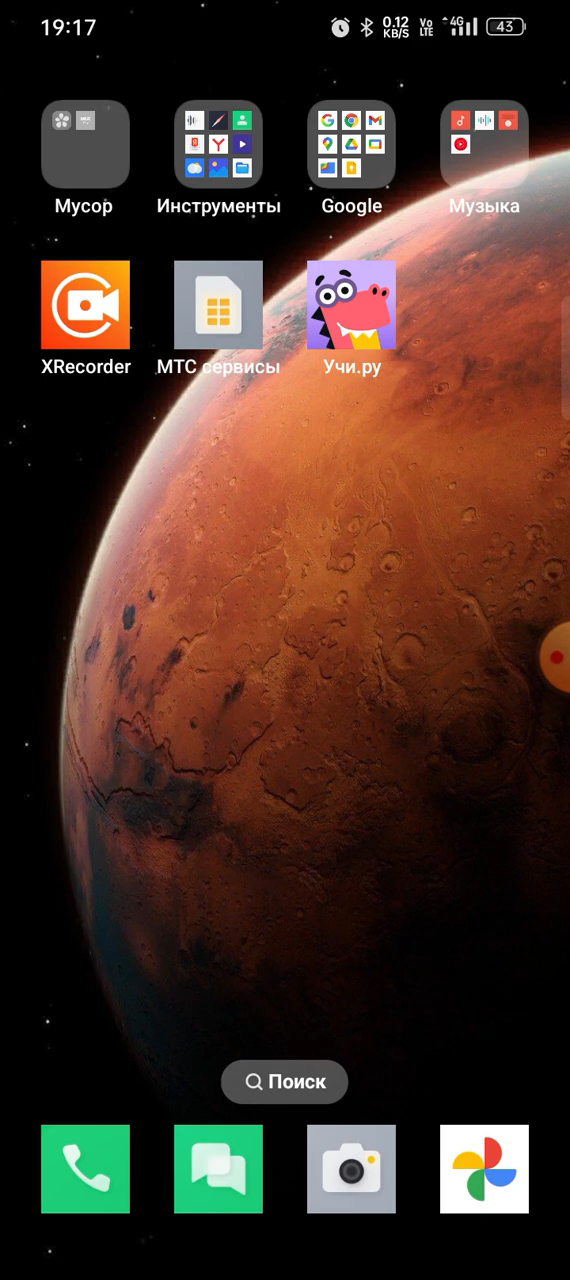 19:17
0.12 KB/S
Vo LTE
4G
43
Мусор
Инструменты
Google
Музыка
XRecorder
МТС сервисы
Учи.ру
Поиск